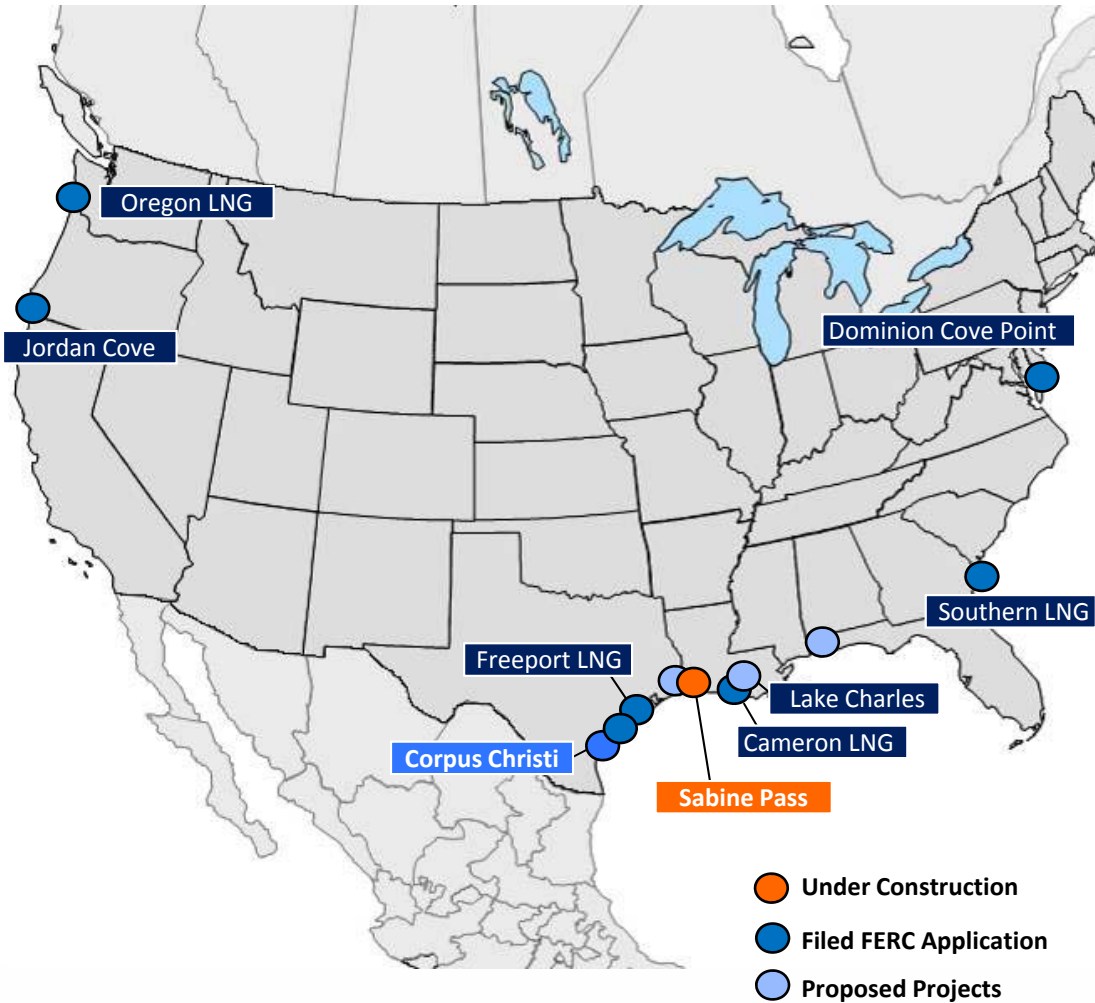 Oregon LNG
Jordan Cove
Dominion Cove Point
Southern LNG
Freeport LNG
Lake Charles
Cameron LNG
Corpus Christi
Sabine Pass
Under Construction
Filed FERC Application
Proposed Projects